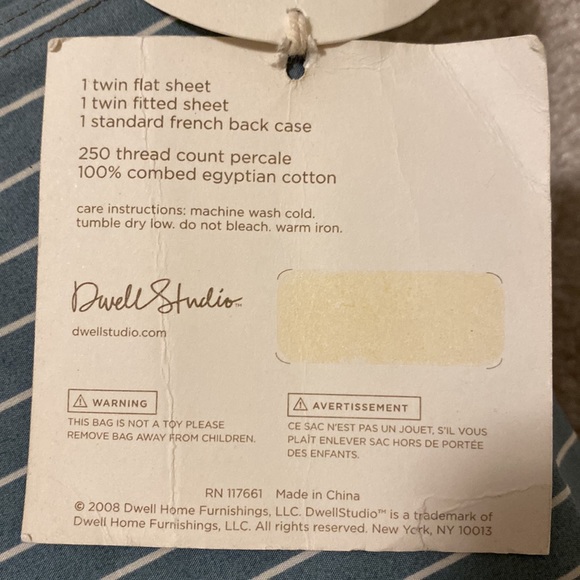 1 twin flat sheet
1 twin fitted sheet
1 standard french back case
250 thread count percale
100% combed egyptian cotton
care instructions: machine wash cold.
tumble dry low. do not bleach. warm iron.
DwellStudio™
dwellstudio.com
⚠ WARNING
THIS BAG IS NOT A TOY PLEASE
REMOVE BAG AWAY FROM CHILDREN.
⚠ AVERTISSEMENT
CE SAC N'EST PAS UN JOUET, S'IL VOUS
PLAÎT ENLEVER SAC HORS DE PORTÉE
DES ENFANTS.
RN 117661 Made in China
© 2008 Dwell Home Furnishings, LLC. DwellStudio™ is a trademark of
Dwell Home Furnishings, LLC. All rights reserved. New York, NY 10013